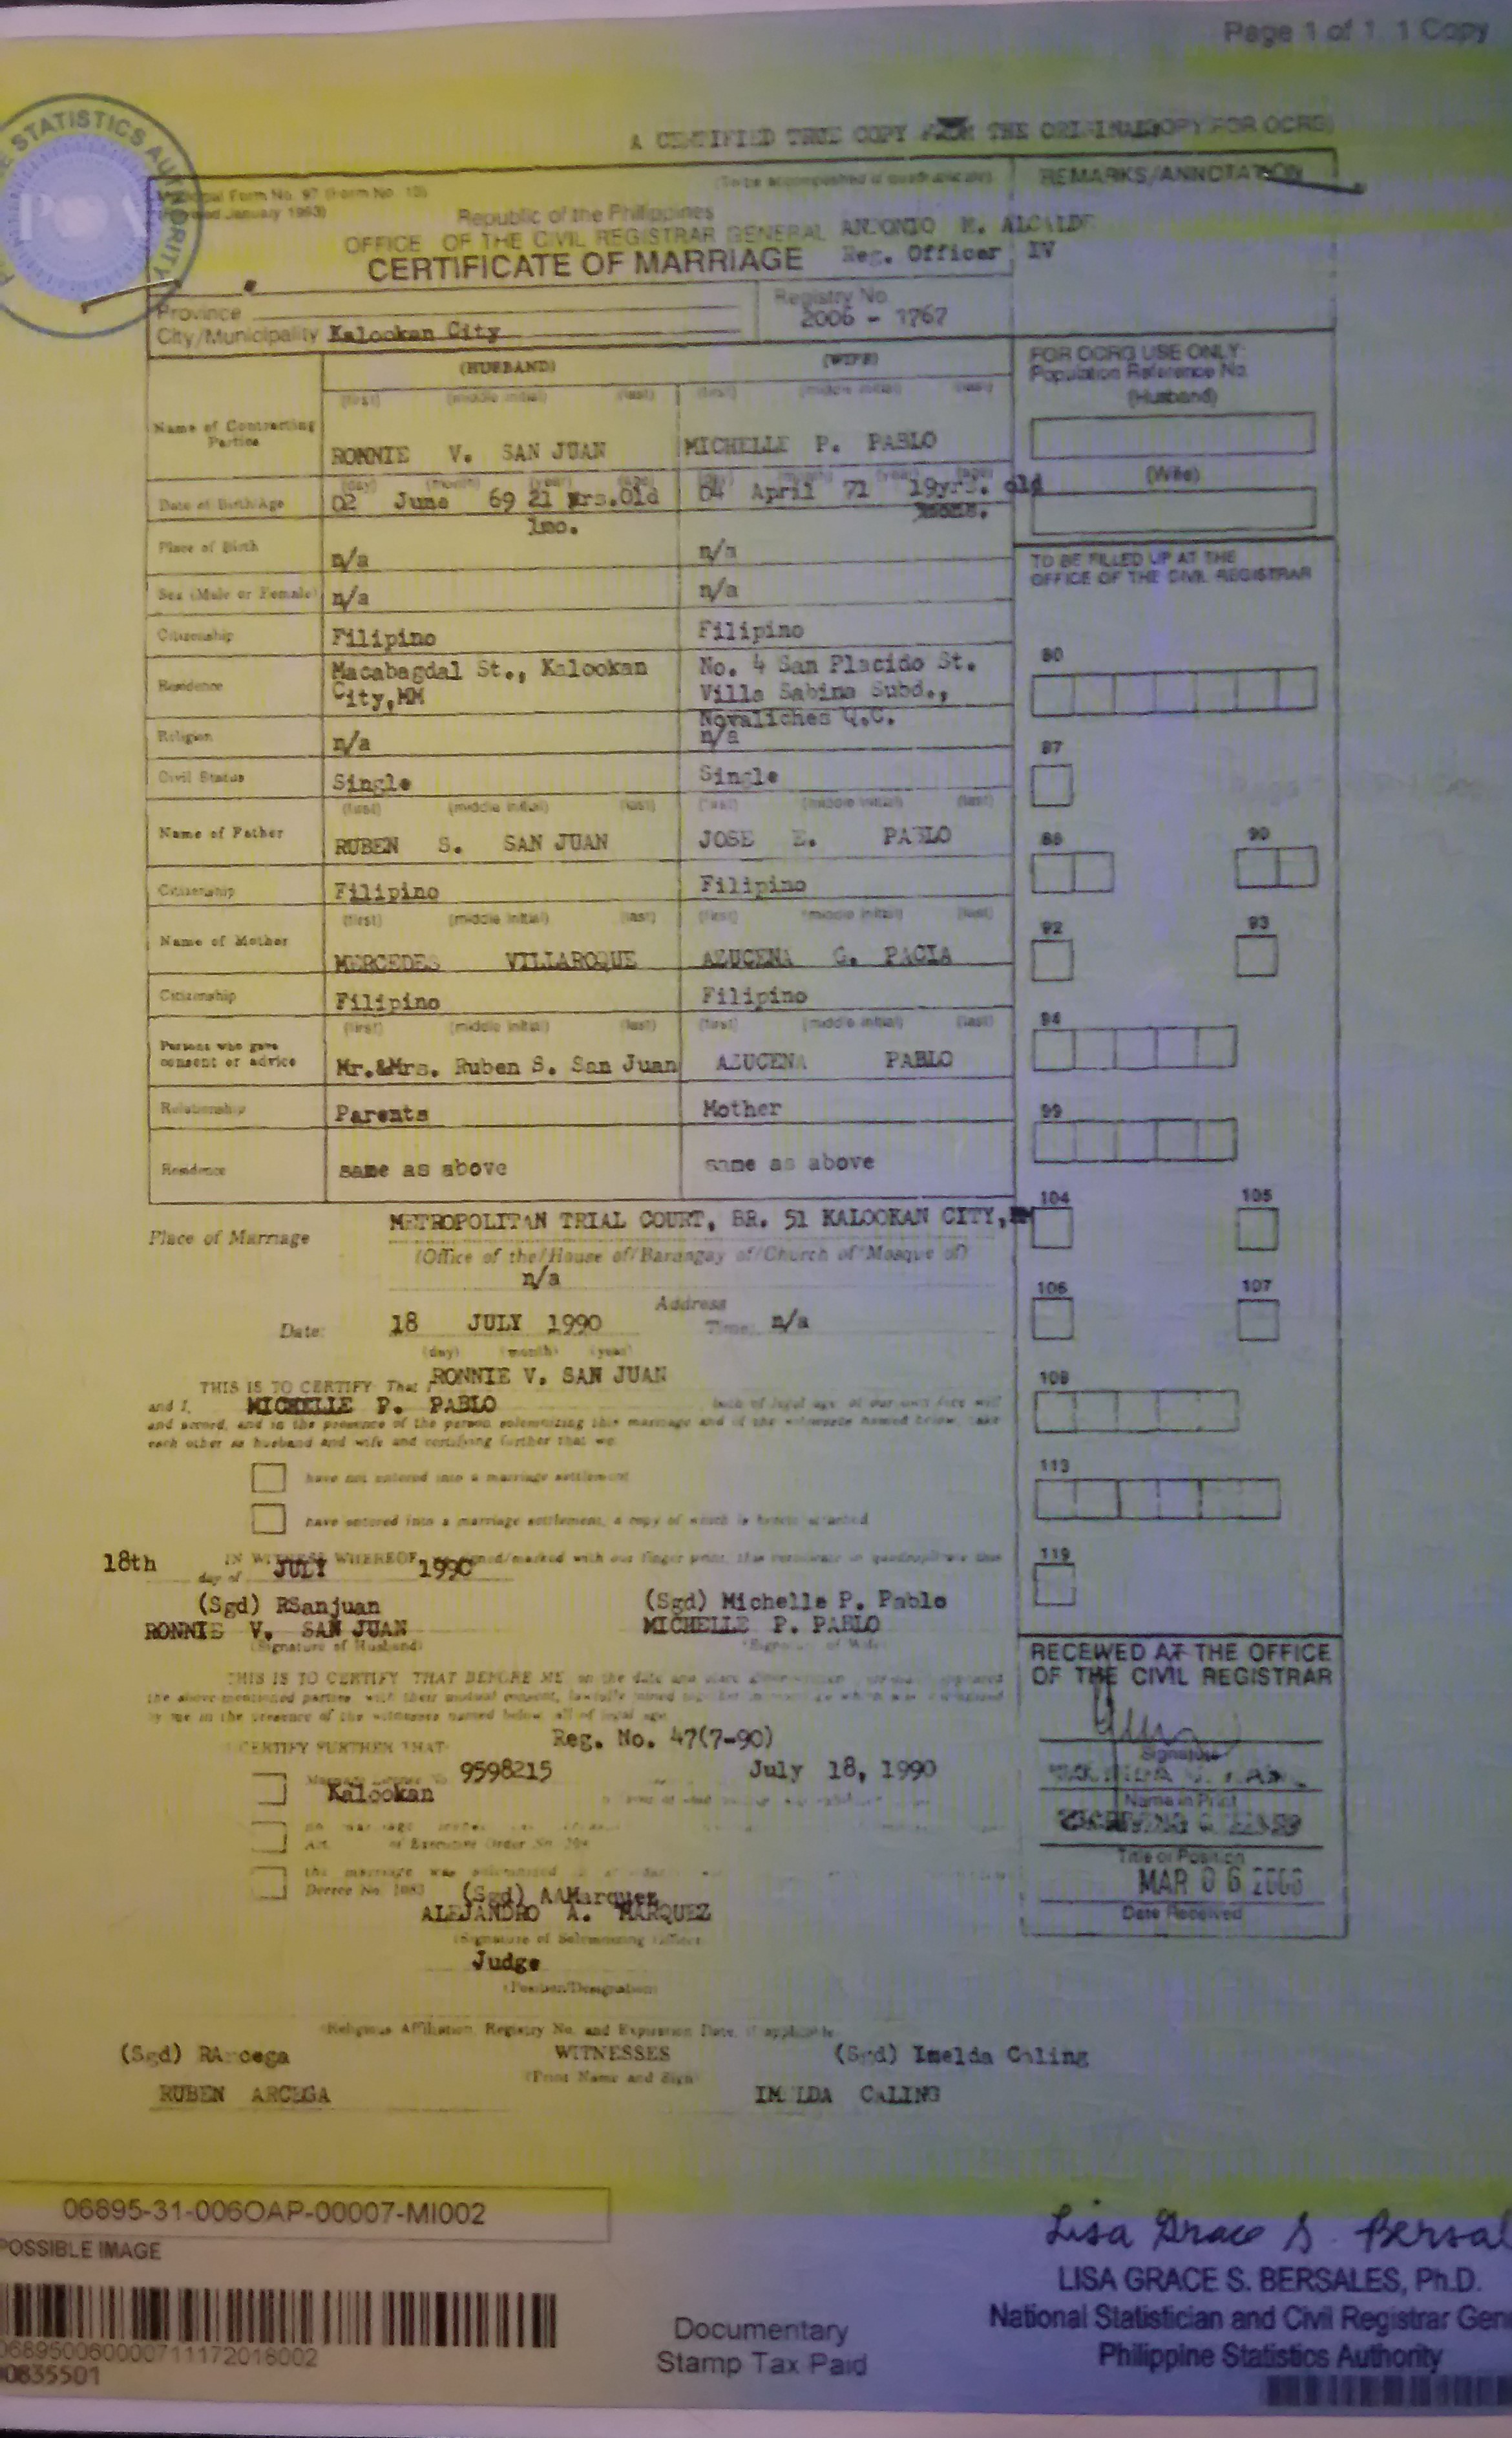 Page 1 of 1, 1 Copy
STATISTICS AUTHORITY
A CERTIFIED TRUE COPY FROM THE ORIGINAL COPY FOR OCRG
Municipal Form No. 97 (Form No. 13)
(Revised January 1993)
(To be accomplished in quadruplicate)
REMARKS/ANNOTATION
Republic of the Philippines
OFFICE OF THE CIVIL REGISTRAR GENERAL
ANTONIO M. ALCALDE
CERTIFICATE OF MARRIAGE
Reg. Officer IV
Province
Registry No.
City/Municipality Kalookan City
2006 - 1767
(HUSBAND) (WIFE)
FOR OCRG USE ONLY:
Population Reference No.
(first) (middle initial) (last) (first) (middle initial) (last)
(Husband)
Name of Contracting Parties
RONNIE V. SAN JUAN MICHELLE P. PABLO
(day) (month) (year) (age) (day) (month) (year) (age)
(Wife)
Date of Birth/Age 02 June 69 21 yrs.old 04 April 71 19yrs. old
1mo.
Place of Birth n/a n/a
TO BE FILLED UP AT THE
OFFICE OF THE CIVIL REGISTRAR
Sex (Male or Female) n/a n/a
Citizenship Filipino Filipino
Residence Macabagdal St., Kalookan No. 4 San Placido St.
City, MM Villa Sabina Subd.,
Novaliches Q.C.
80
Religion n/a n/a
87
Civil Status Single Single
(first) (middle initial) (last) (first) (middle initial) (last)
Name of Father RUBEN S. SAN JUAN JOSE E. PABLO
88 90
Citizenship Filipino Filipino
(first) (middle initial) (last) (first) (middle initial) (last)
92 93
Name of Mother MERCEDES VILLAROQUE AZUCENA G. PACIA
Citizenship Filipino Filipino
(first) (middle initial) (last) (first) (middle initial) (last)
94
Persons who gave consent or advice
Mr.&Mrs. Ruben S. San Juan AZUCENA PABLO
Relationship Parents Mother
99
Residence same as above same as above
104 105
METROPOLITAN TRIAL COURT, BR. 51 KALOOKAN CITY,
Place of Marriage
(Office of the/House of/Barangay of/Church of/Mosque of)
n/a
Address
106 107
Date: 18 JULY 1990 Time: n/a
(day) (month) (year)
THIS IS TO CERTIFY: That I RONNIE V. SAN JUAN
108
and I, MICHELLE P. PABLO both of legal age of our own free will
and accord, and in the presence of the person solemnizing this marriage and of the witnesses named below, take
each other as husband and wife and certifying further that we:
113
have not entered into a marriage settlement
have entered into a marriage settlement, a copy of which is hereto attached
119
IN WITNESS WHEREOF, signed/marked with our finger print, this certificate in quadruplicate this
18th day of JULY 1990
(Sgd) RSanjuan (Sgd) Michelle P. Pablo
RONNIE V. SAN JUAN MICHELLE P. PABLO
(Signature of Husband) (Signature of Wife)
RECEIVED AT THE OFFICE
OF THE CIVIL REGISTRAR
THIS IS TO CERTIFY THAT BEFORE ME on the date and place
the above-mentioned parties, with their mutual consent, lawfully joined together in marriage which was
by me in the presence of the witnesses named below, all of legal age.
Reg. No. 47(7-90)
I CERTIFY FURTHER THAT:
Signature
9598215 July 18, 1990
Kalookan
Name in Print
of Executive Order No.
Title or Position
the marriage was solemnized
Decree No. 1083
MAR 06 2006
Date Received
(Sgd) AAMarquez
ALEJANDRO A. MARQUEZ
(Signature of Solemnizing Officer)
Judge
(Position/Designation)
(Religious Affiliation, Registry No. and Expiration Date, if applicable)
(Sgd) RArcega WITNESSES (Sgd) Imelda Caling
(Print Name and Sign)
RUBEN ARCEGA IMELDA CALING
06895-31-006OAP-00007-MI002
POSSIBLE IMAGE
Lisa Grace S. Bersal
LISA GRACE S. BERSALES, Ph.D.
National Statistician and Civil Registrar Gen
Philippine Statistics Authority
Documentary
Stamp Tax Paid
068950060000711172016002
00835501